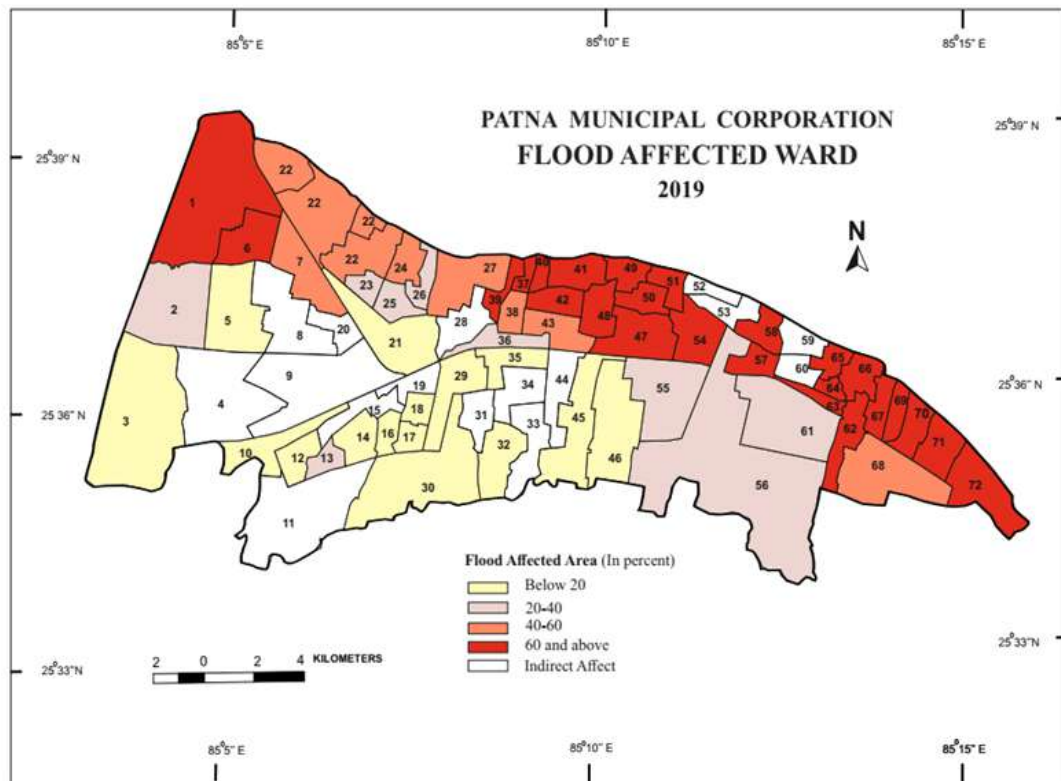 85°5" E 85°10" E 85°15" E
PATNA MUNICIPAL CORPORATION
FLOOD AFFECTED WARD
2019
25°39" N 25°39" N
N
22
22
1
22
6 7 22 24 27 37 40 41 49 51
23 26 39 42 50 52
2 5 25 38 48 53
8 20 28 43 47 54 58 59
21 36 57 60 65 66
9 35 64
3 4 19 29 34 44 55 63 69
15 18 31 33 45 61 62 67 70
10 12 13 14 16 17 32 46 71
30 56 68 72
11
25°36" N 25°36" N
Flood Affected Area (In percent)
Below 20
20-40
40-60
60 and above
Indirect Affect
2 0 2 4 KILOMETERS
25°33" N 25°33" N
85°5" E 85°10" E 85°15" E